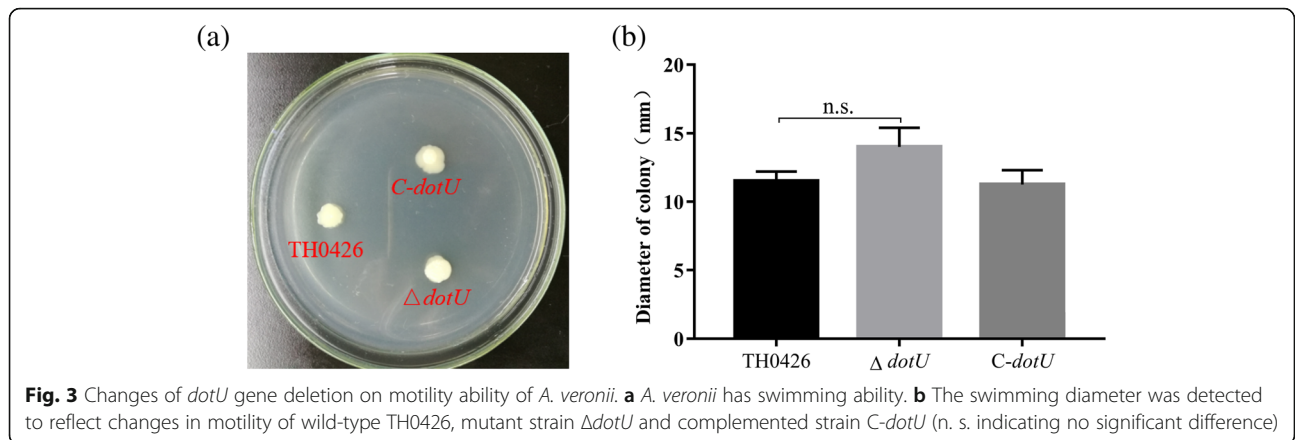 (a)
C-dotU
TH0426
△dotU
(b)
Diameter of colony (mm)
20
15
10
5
0
n.s.
TH0426
Δ dotU
C-dotU
Fig. 3 Changes of dotU gene deletion on motility ability of A. veronii. a A. veronii has swimming ability. b The swimming diameter was detected
to reflect changes in motility of wild-type TH0426, mutant strain ΔdotU and complemented strain C-dotU (n. s. indicating no significant difference)